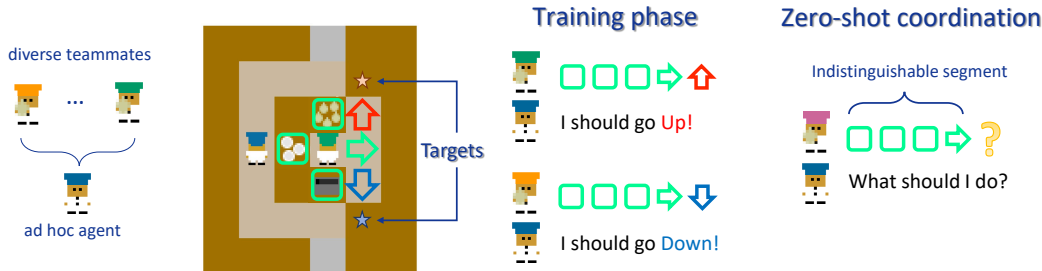 Training phase
Zero-shot coordination
diverse teammates
...
ad hoc agent
Targets
I should go Up!
I should go Down!
Indistinguishable segment
?
What should I do?